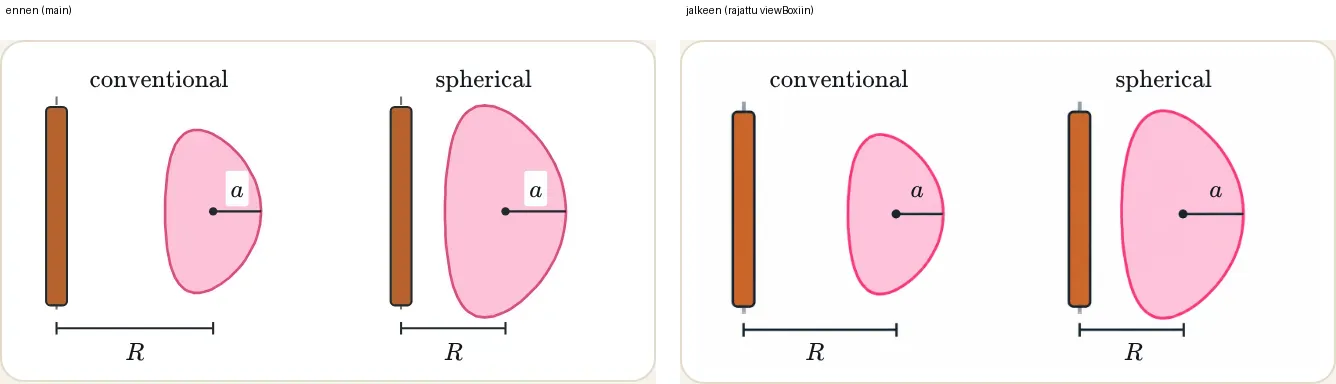 ennen (main)
jalkeen (rajattu viewBoxiin)
conventional
spherical
a
a
R
R
conventional
spherical
a
a
R
R